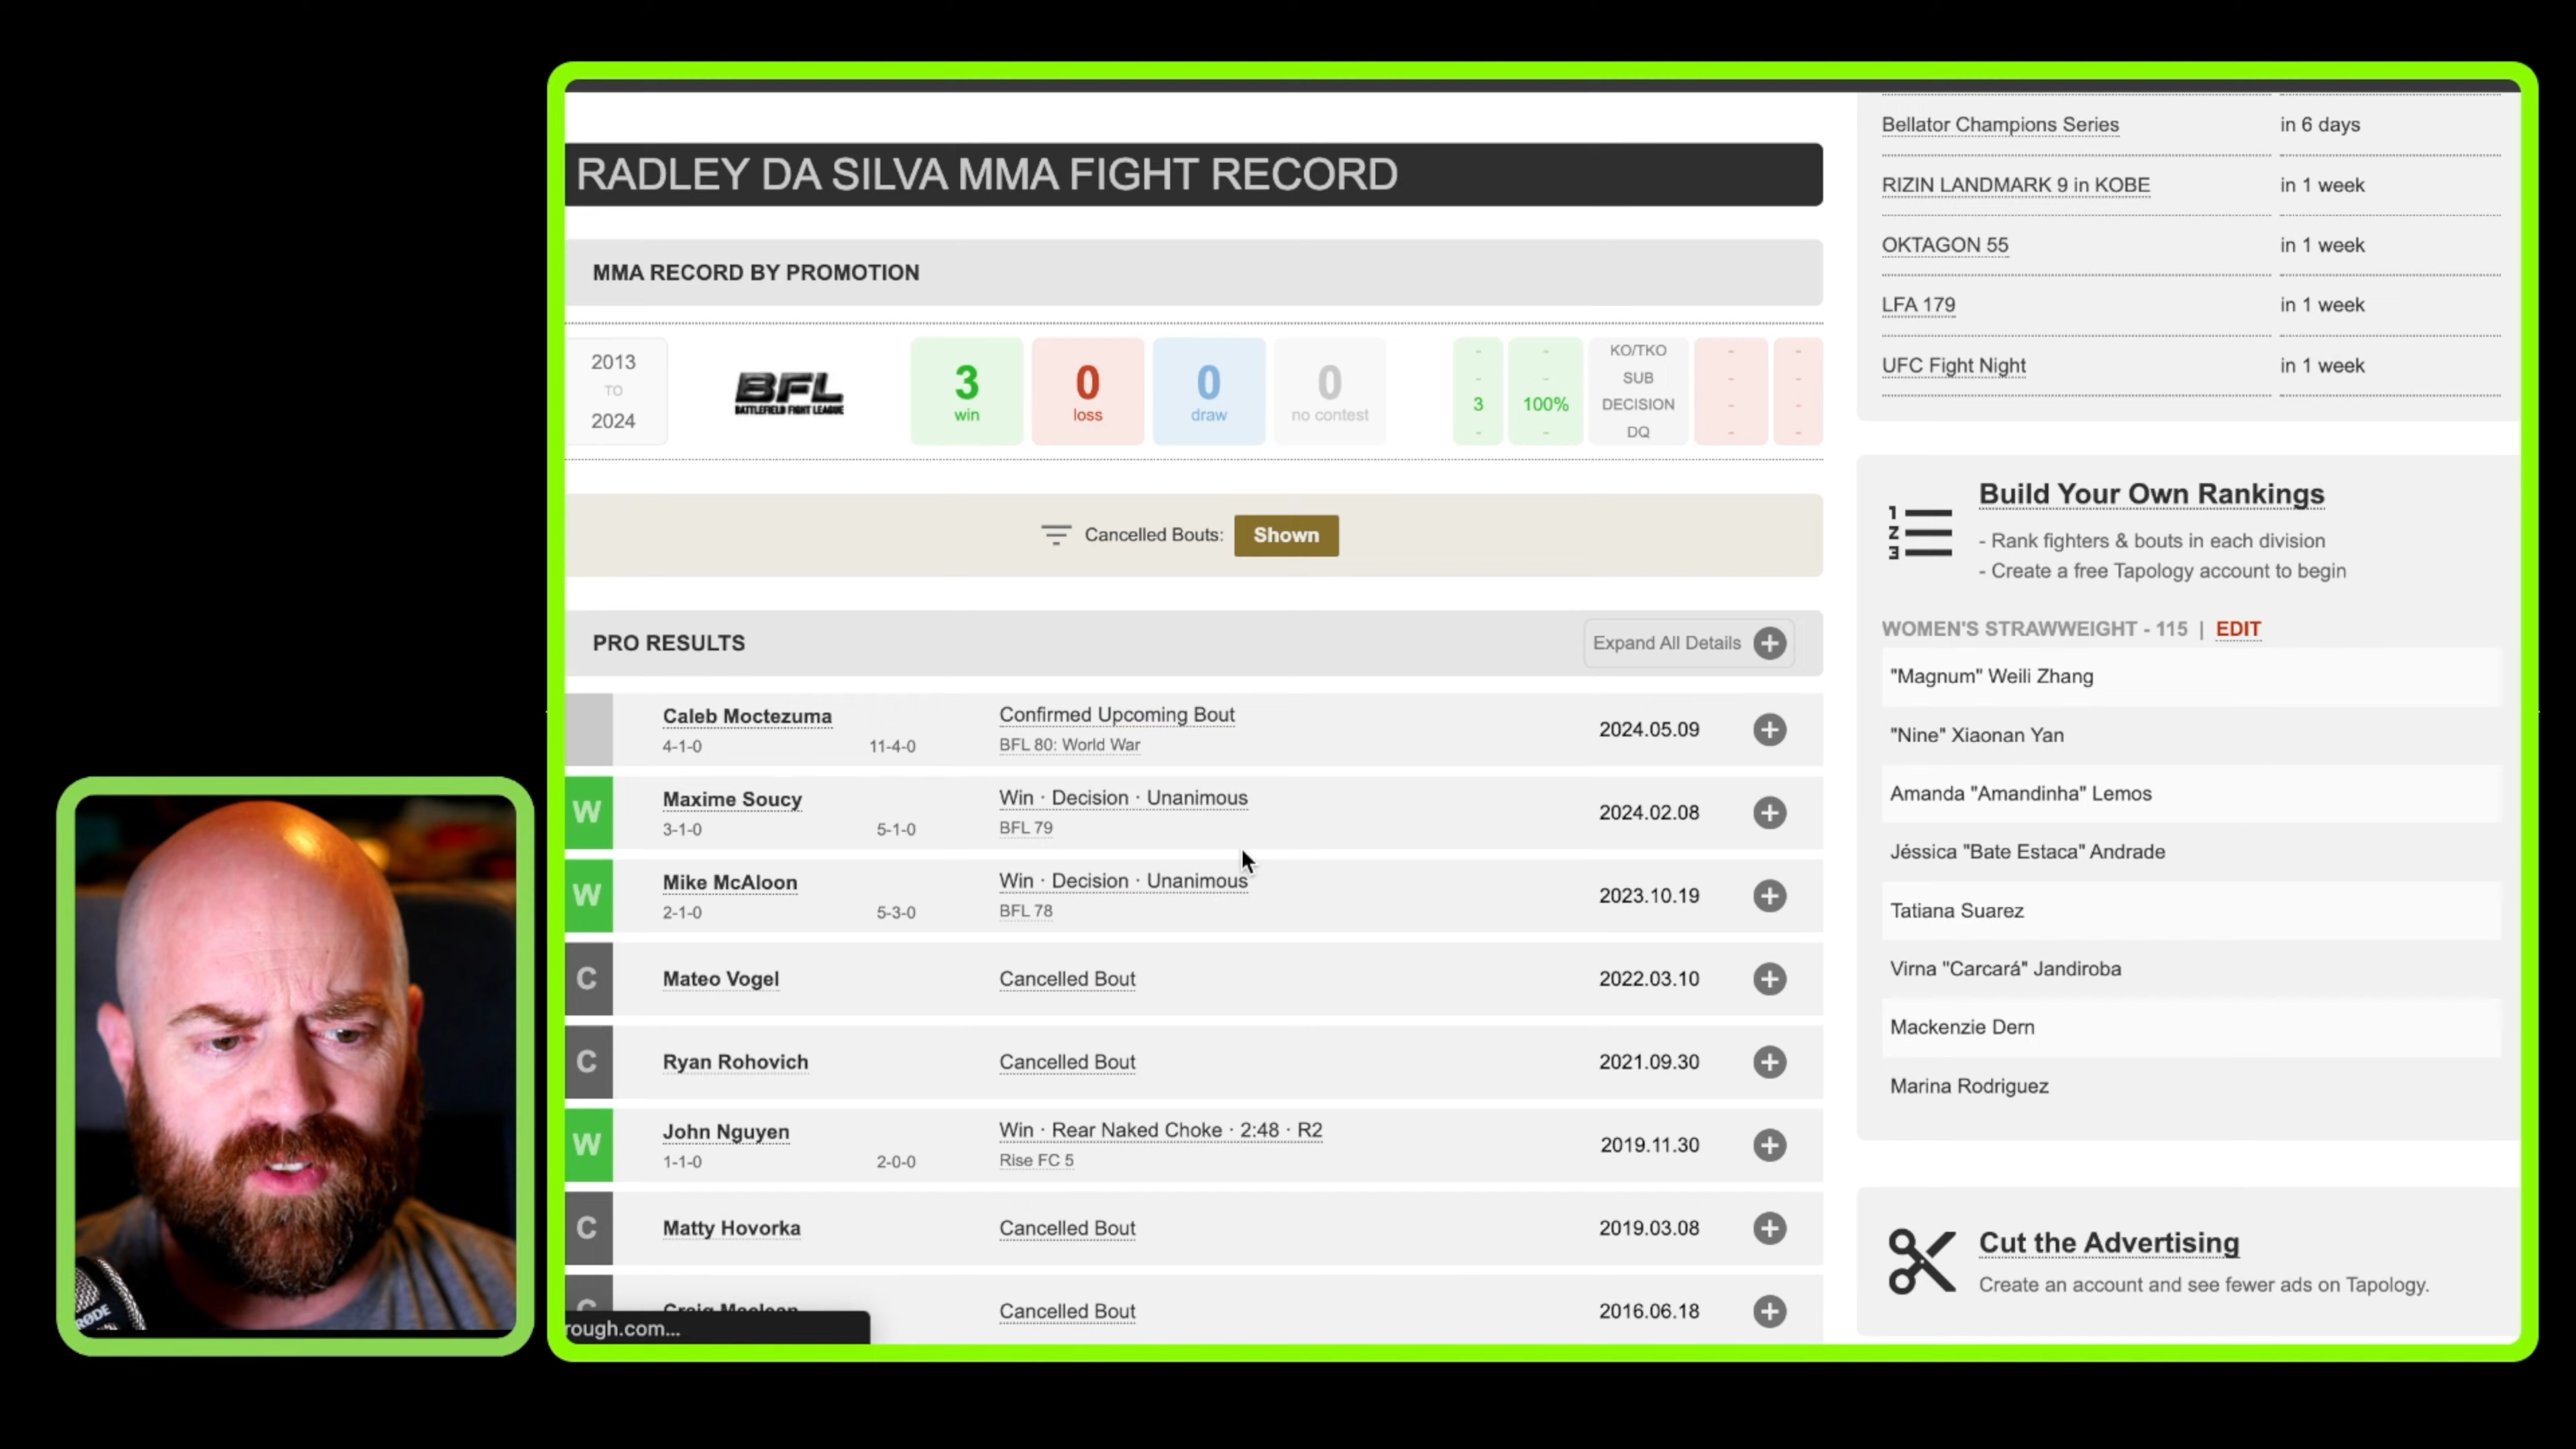 RADLEY DA SILVA MMA FIGHT RECORD
MMA RECORD BY PROMOTION
2013
TO
2024
BFL
BATTLEFIELD FIGHT LEAGUE
3
win
0
loss
0
draw
0
no contest
- - KO/TKO - -
- - SUB - -
3 100% DECISION - -
- - DQ - -
Cancelled Bouts: Shown
PRO RESULTS
Expand All Details
Caleb Moctezuma Confirmed Upcoming Bout 2024.05.09
4-1-0 11-4-0 BFL 80: World War
W Maxime Soucy Win · Decision · Unanimous 2024.02.08
3-1-0 5-1-0 BFL 79
W Mike McAloon Win · Decision · Unanimous 2023.10.19
2-1-0 5-3-0 BFL 78
C Mateo Vogel Cancelled Bout 2022.03.10
C Ryan Rohovich Cancelled Bout 2021.09.30
W John Nguyen Win · Rear Naked Choke · 2:48 · R2 2019.11.30
1-1-0 2-0-0 Rise FC 5
C Matty Hovorka Cancelled Bout 2019.03.08
C Craig Maclean Cancelled Bout 2016.06.18
rough.com...
Bellator Champions Series in 6 days
RIZIN LANDMARK 9 in KOBE in 1 week
OKTAGON 55 in 1 week
LFA 179 in 1 week
UFC Fight Night in 1 week
1
2
3
Build Your Own Rankings
- Rank fighters & bouts in each division
- Create a free Tapology account to begin
WOMEN'S STRAWWEIGHT - 115 | EDIT
"Magnum" Weili Zhang
"Nine" Xiaonan Yan
Amanda "Amandinha" Lemos
Jéssica "Bate Estaca" Andrade
Tatiana Suarez
Virna "Carcará" Jandiroba
Mackenzie Dern
Marina Rodriguez
Cut the Advertising
Create an account and see fewer ads on Tapology.
RØDE